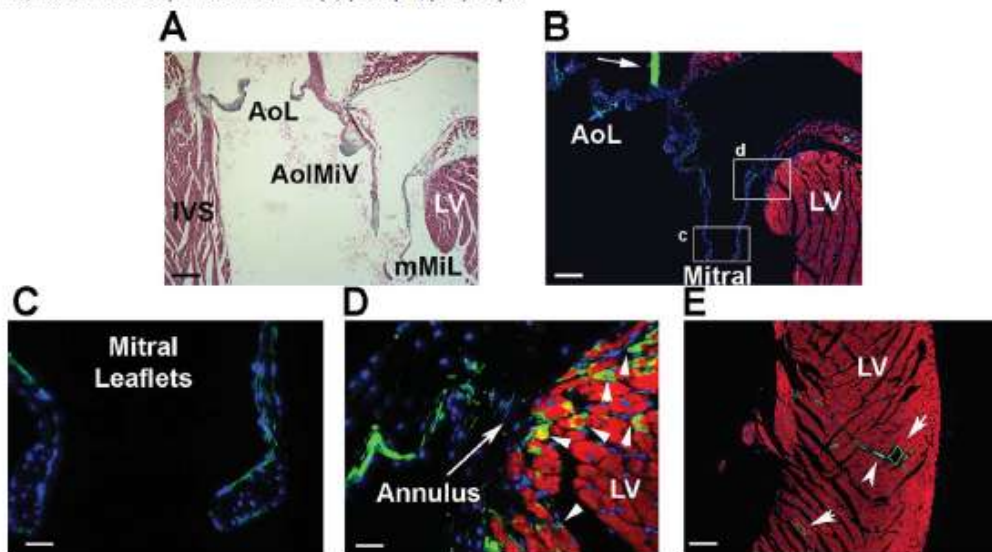 A
B
AoL
AolMiV
IVS
LV
mMiL
AoL
d
LV
c
Mitral
C
D
E
Mitral
Leaflets
Annulus
LV
LV